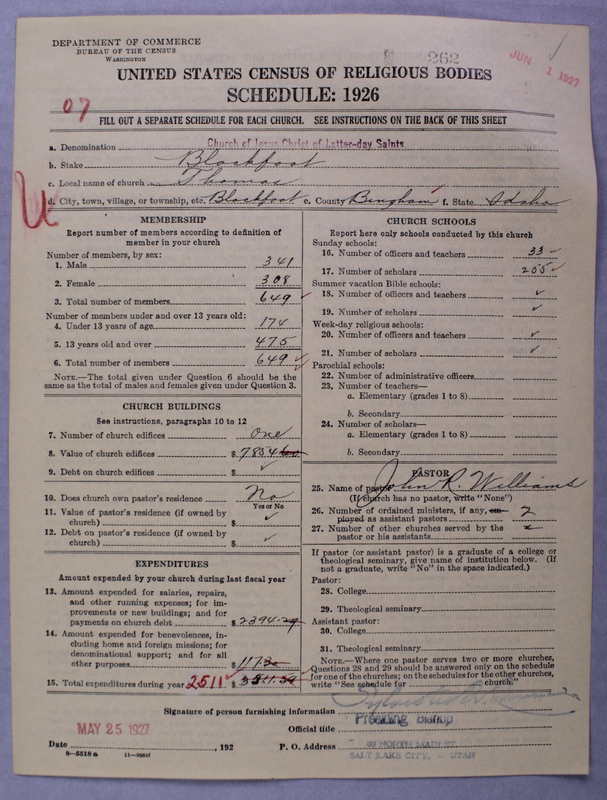 DEPARTMENT OF COMMERCE
BUREAU OF THE CENSUS
WASHINGTON
262
JUN 1 1927
UNITED STATES CENSUS OF RELIGIOUS BODIES
SCHEDULE: 1926
07
FILL OUT A SEPARATE SCHEDULE FOR EACH CHURCH. SEE INSTRUCTIONS ON THE BACK OF THIS SHEET
a. Denomination Church of Jesus Christ of Latter-day Saints
b. Stake Blackfoot
c. Local name of church Thomas
d. City, town, village, or township, etc. Blackfoot e. County Bingham f. State Idaho
MEMBERSHIP
Report number of members according to definition of
member in your church
Number of members, by sex:
1. Male 341
2. Female 308
3. Total number of members 649
Number of members under and over 13 years old:
4. Under 13 years of age 174
5. 13 years old and over 475
6. Total number of members 649
NOTE.—The total given under Question 6 should be the
same as the total of males and females given under Question 3.
CHURCH BUILDINGS
See instructions, paragraphs 10 to 12
7. Number of church edifices One
8. Value of church edifices $ 7854
9. Debt on church edifices $
10. Does church own pastor's residence No
Yes or No
11. Value of pastor's residence (if owned by
church) $
12. Debt on pastor's residence (if owned by
church) $
EXPENDITURES
Amount expended by your church during last fiscal year
13. Amount expended for salaries, repairs,
and other running expenses; for im-
provements or new buildings; and for
payments on church debt $ 2394.29
14. Amount expended for benevolences, in-
cluding home and foreign missions; for
denominational support; and for all
other purposes $ 117.30
15. Total expenditures during year 2511 $
CHURCH SCHOOLS
Report here only schools conducted by this church
Sunday schools:
16. Number of officers and teachers 33
17. Number of scholars 255
Summer vacation Bible schools:
18. Number of officers and teachers
19. Number of scholars
Week-day religious schools:
20. Number of officers and teachers
21. Number of scholars
Parochial schools:
22. Number of administrative officers
23. Number of teachers—
a. Elementary (grades 1 to 8)
b. Secondary
24. Number of scholars—
a. Elementary (grades 1 to 8)
b. Secondary
PASTOR
25. Name of pastor John R. Williams
(If church has no pastor, write "None")
26. Number of ordained ministers, if any, em-
ployed as assistant pastors 2
27. Number of other churches served by the
pastor or his assistants
If pastor (or assistant pastor) is a graduate of a college or
theological seminary, give name of institution below. (If
not a graduate, write "No" in the space indicated.)
Pastor:
28. College
29. Theological seminary
Assistant pastor:
30. College
31. Theological seminary
NOTE.—Where one pastor serves two or more churches,
Questions 28 and 29 should be answered only on the schedule
for one of the churches; on the schedules for the other churches,
write "See schedule for church."
Signature of person furnishing information
Official title Presiding Bishop
MAY 25 1927
Date , 192 P. O. Address 40 NORTH MAIN ST
SALT LAKE CITY, - UTAH
8—5518a